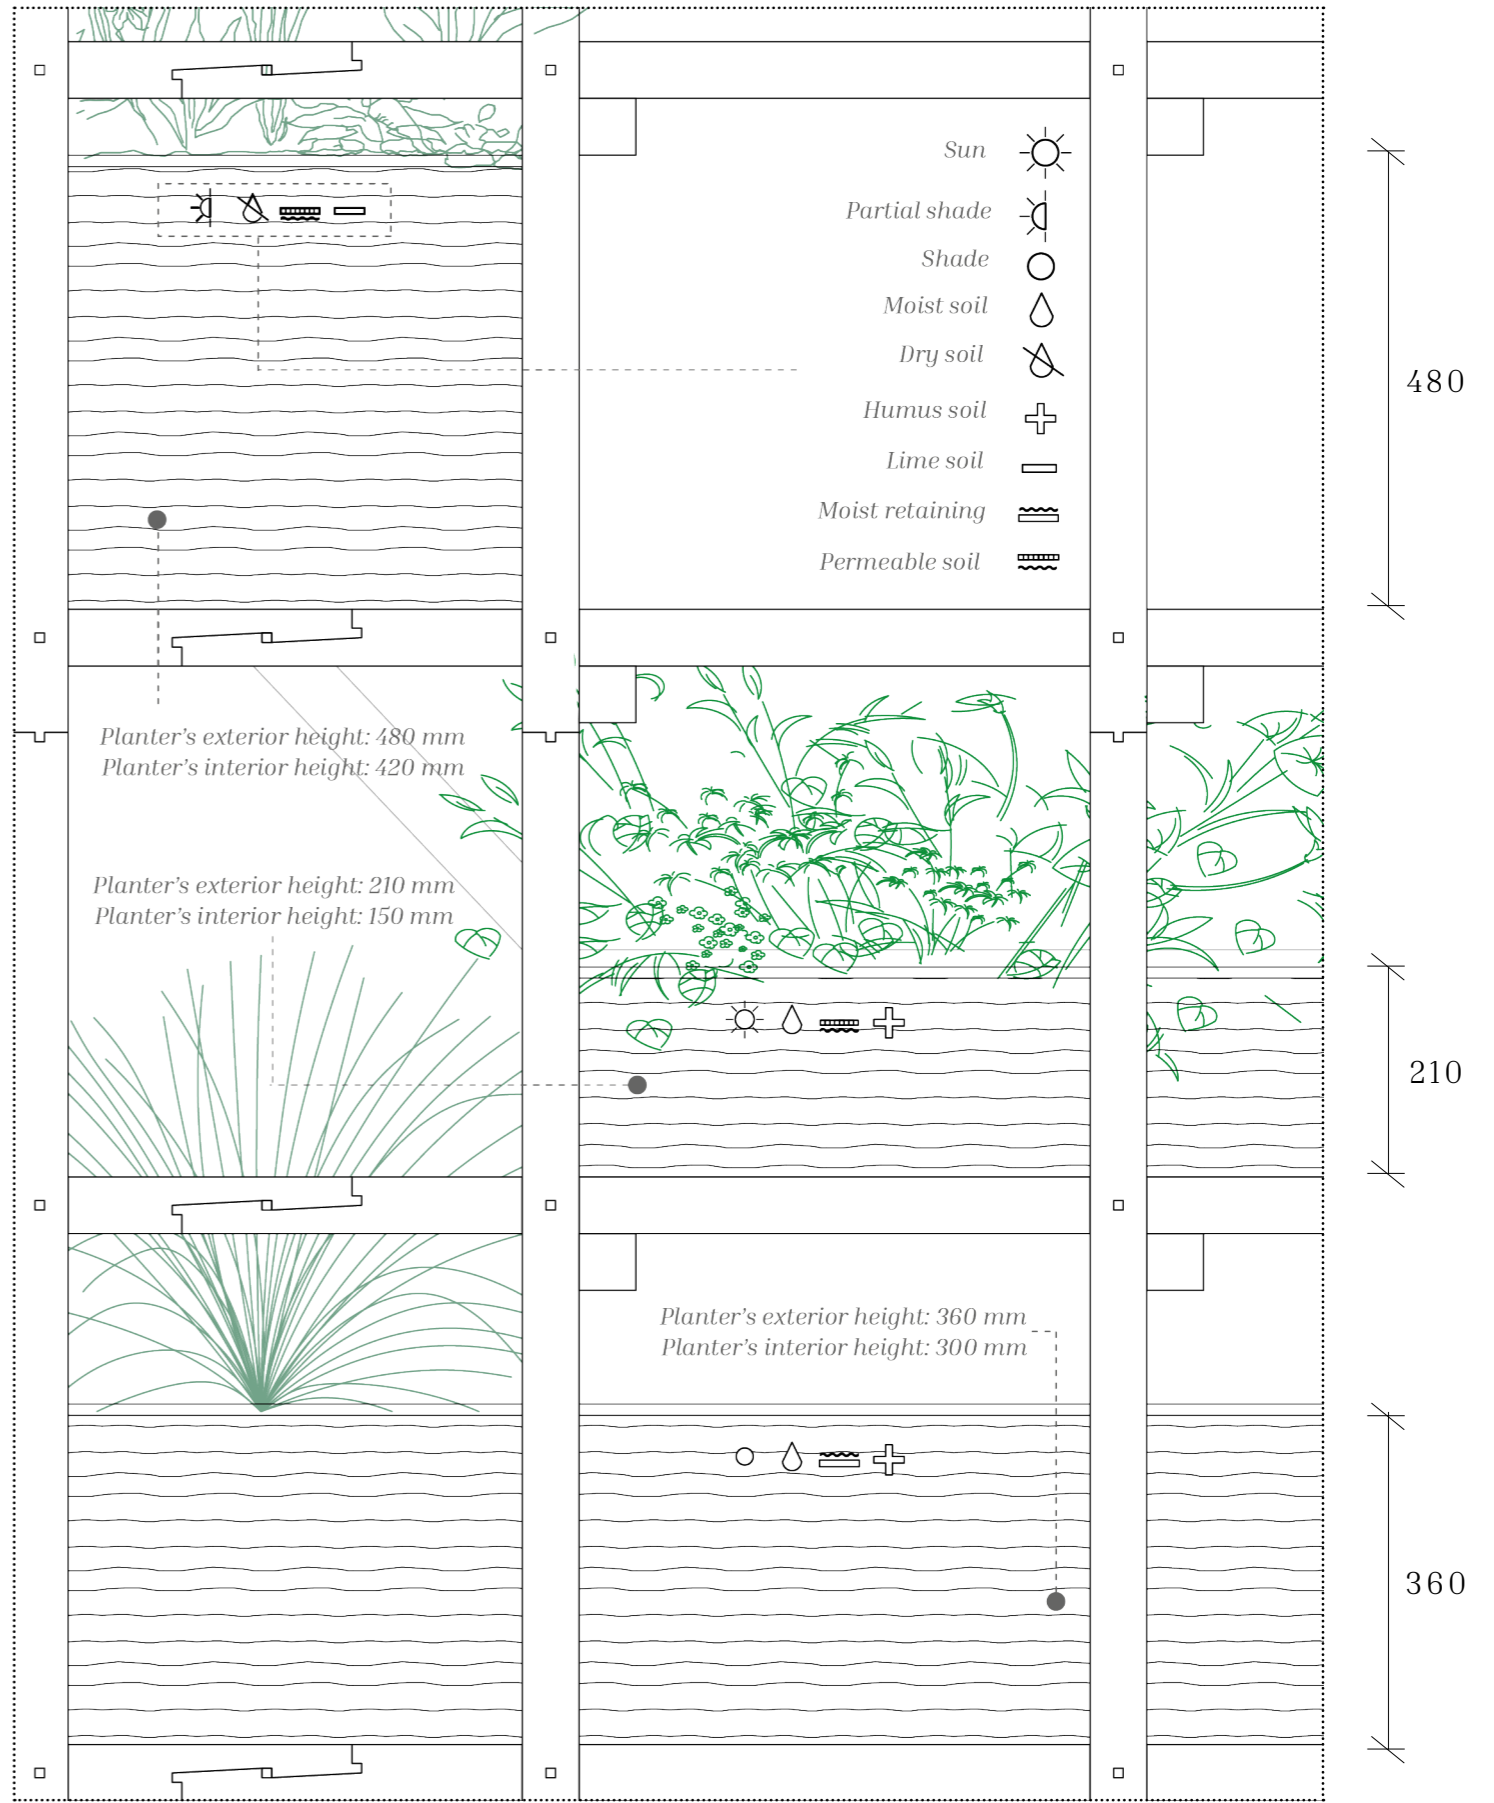 Sun
Partial shade
Shade
Moist soil
Dry soil
Humus soil
Lime soil
Moist retaining
Permeable soil
480
Planter's exterior height: 480 mm
Planter's interior height: 420 mm
Planter's exterior height: 210 mm
Planter's interior height: 150 mm
210
Planter's exterior height: 360 mm
Planter's interior height: 300 mm
360